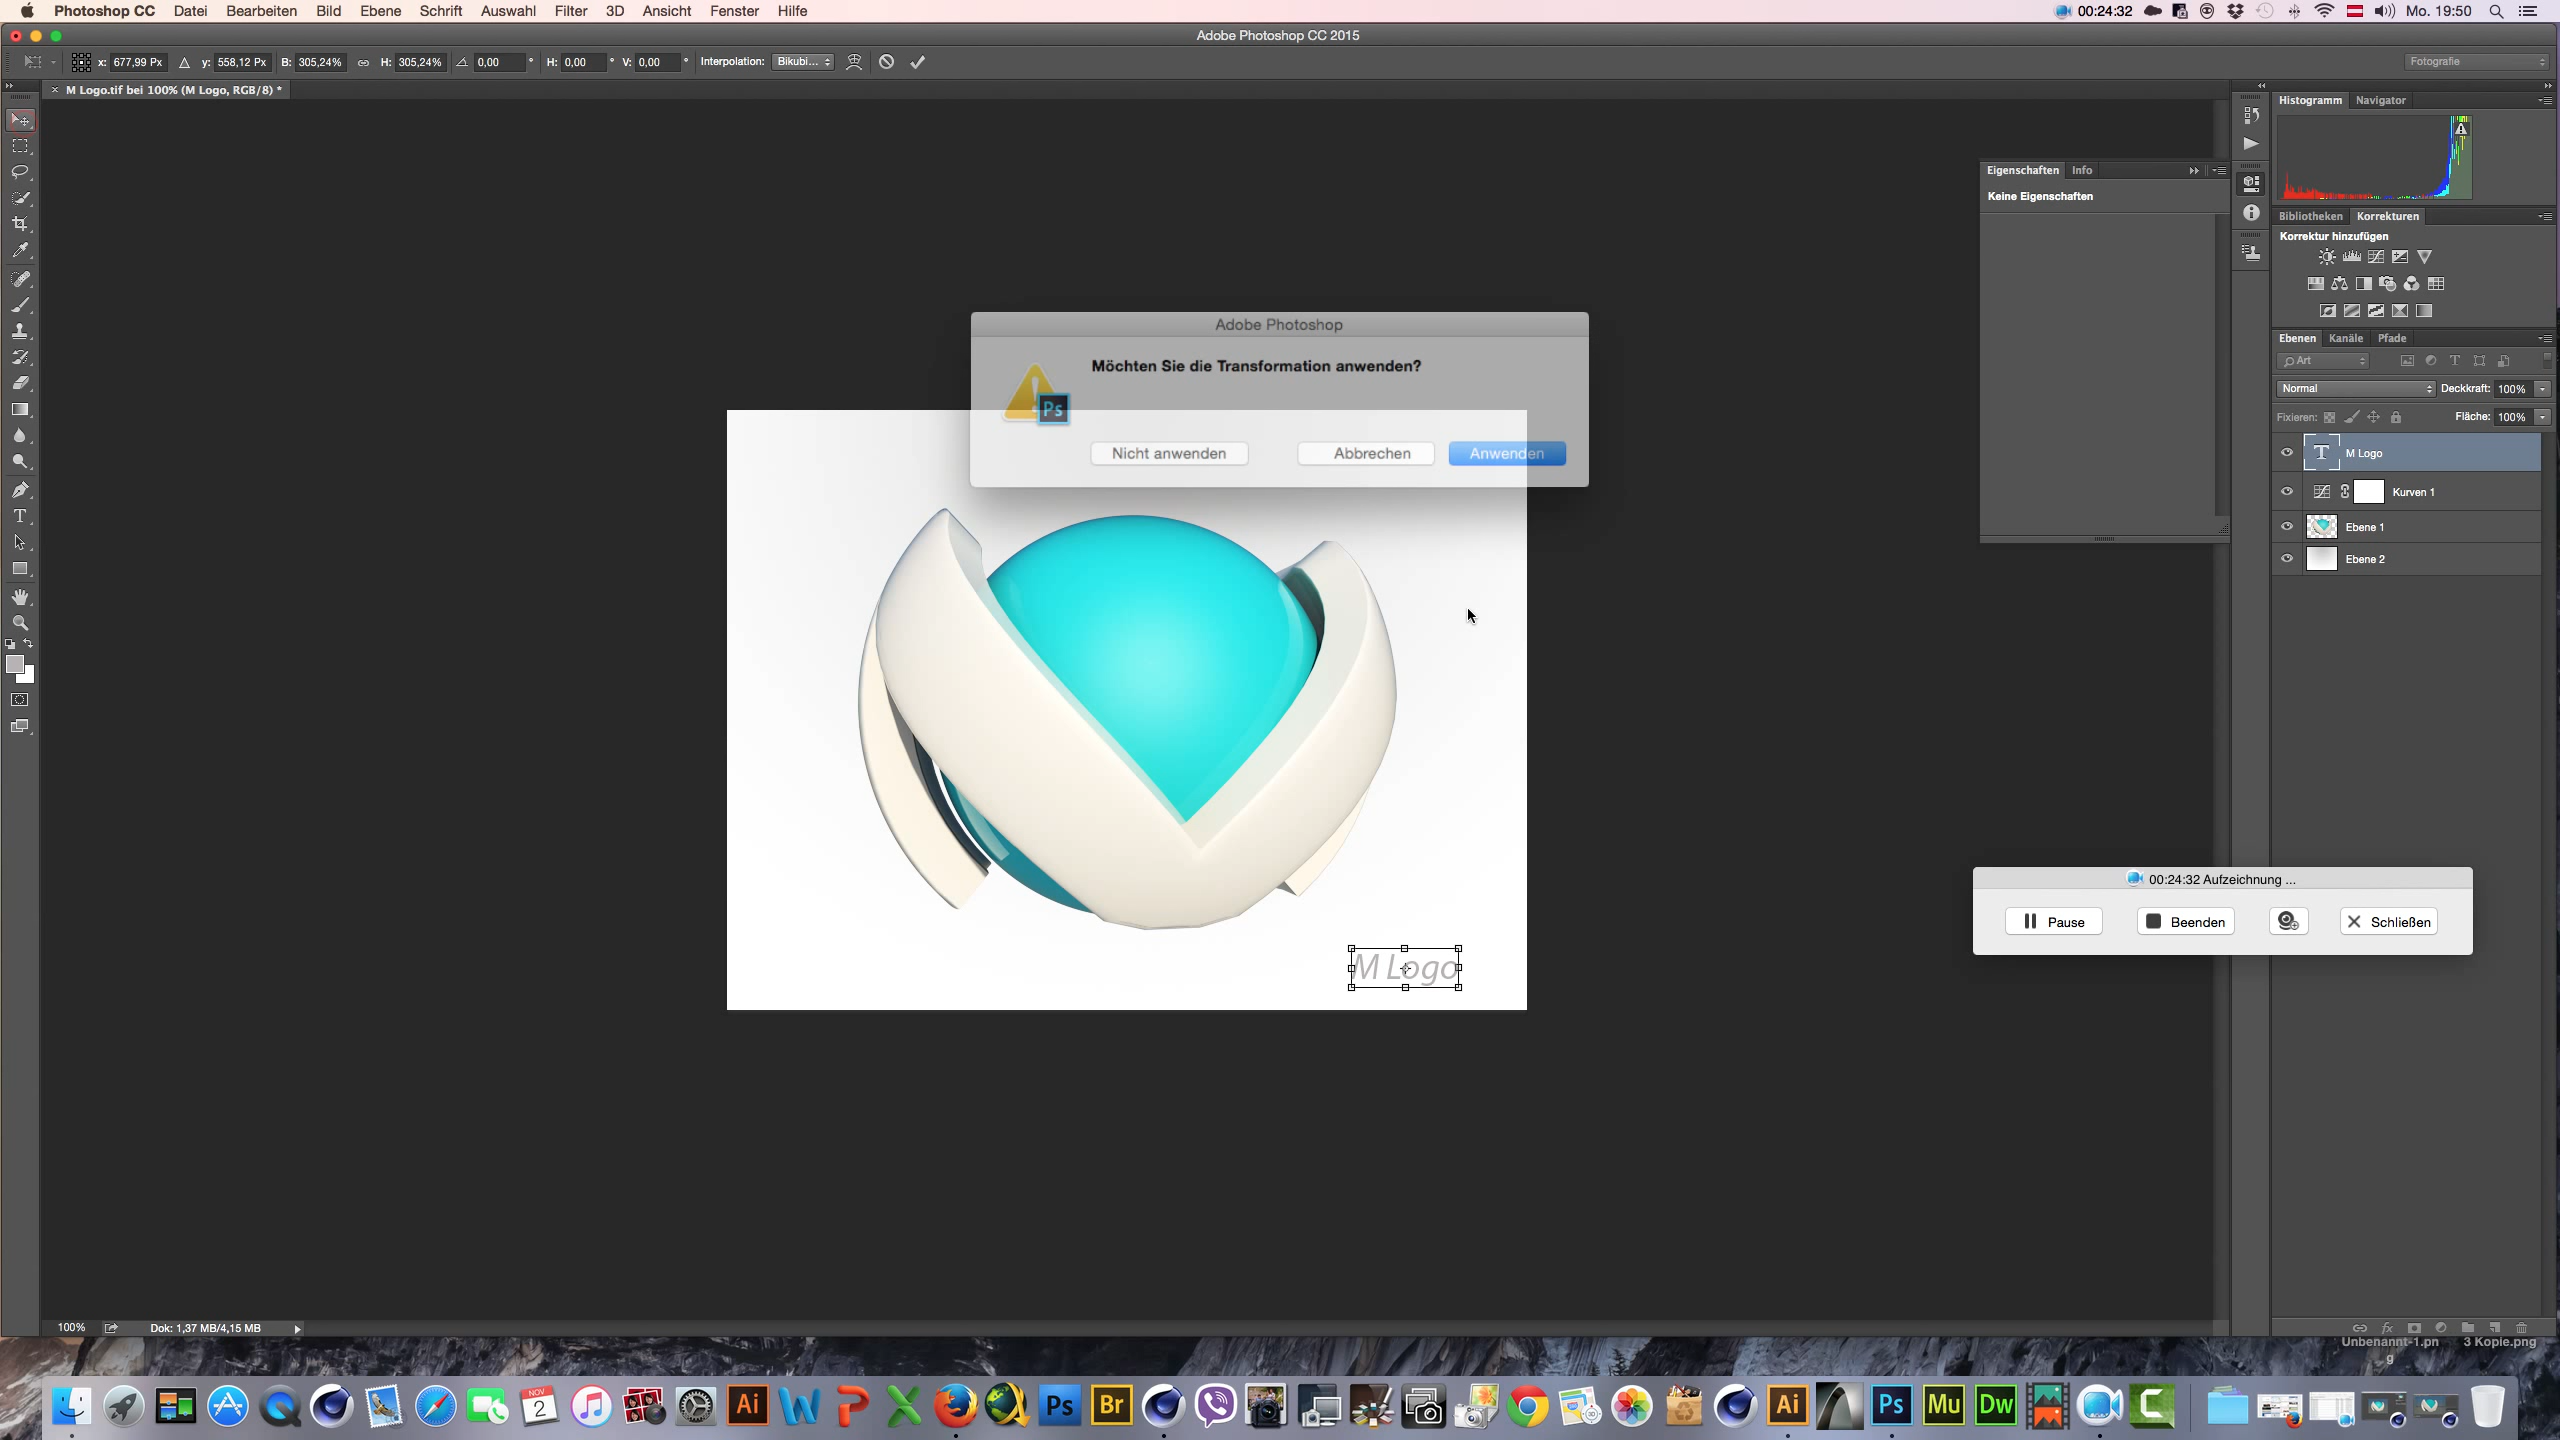 Photoshop CC Datei Bearbeiten Bild Ebene Schrift Auswahl Filter 3D Ansicht Fenster Hilfe 00:24:32 Mo. 19:50
Adobe Photoshop CC 2015
x: 677,99 Px y: 558,12 Px B: 305,24% H: 305,24% 0,00 ° H: 0,00 ° V: 0,00 ° Interpolation: Bikubi... Fotografie
× M Logo.tif bei 100% (M Logo, RGB/8) *
Histogramm Navigator
Eigenschaften Info
Keine Eigenschaften
Bibliotheken Korrekturen
Korrektur hinzufügen
Adobe Photoshop
Möchten Sie die Transformation anwenden?
Ps
Nicht anwenden Abbrechen Anwenden
Ebenen Kanäle Pfade
Art
Normal Deckkraft: 100%
Fixieren: Fläche: 100%
T M Logo
Kurven 1
Ebene 1
Ebene 2
00:24:32 Aufzeichnung ...
Pause Beenden Schließen
M Logo
100% Dok: 1,37 MB/4,15 MB
Unbenannt-1.pn
g
3 Kopie.png
NOV
2
Ai Ps Br Ai Ps Mu Dw